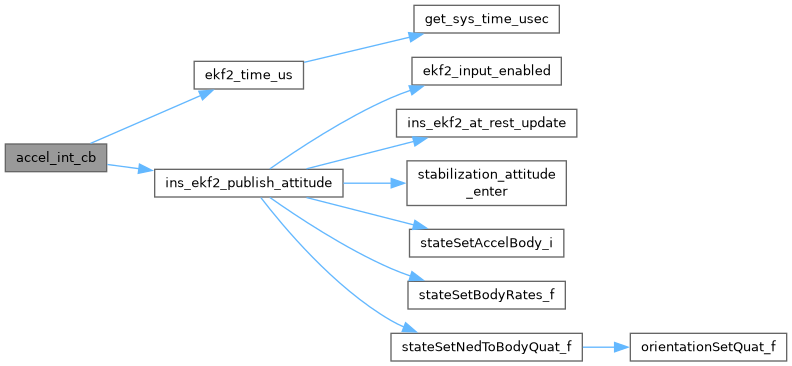 get_sys_time_usec
ekf2_time_us
ekf2_input_enabled
ins_ekf2_at_rest_update
accel_int_cb
ins_ekf2_publish_attitude
stabilization_attitude
_enter
stateSetAccelBody_i
stateSetBodyRates_f
stateSetNedToBodyQuat_f
orientationSetQuat_f